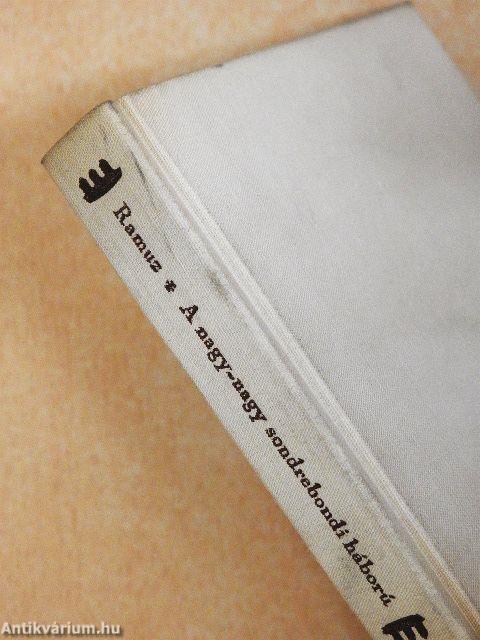 Ramuz * A nagy-nagy sondrebondi háború
Antikvárium.hu